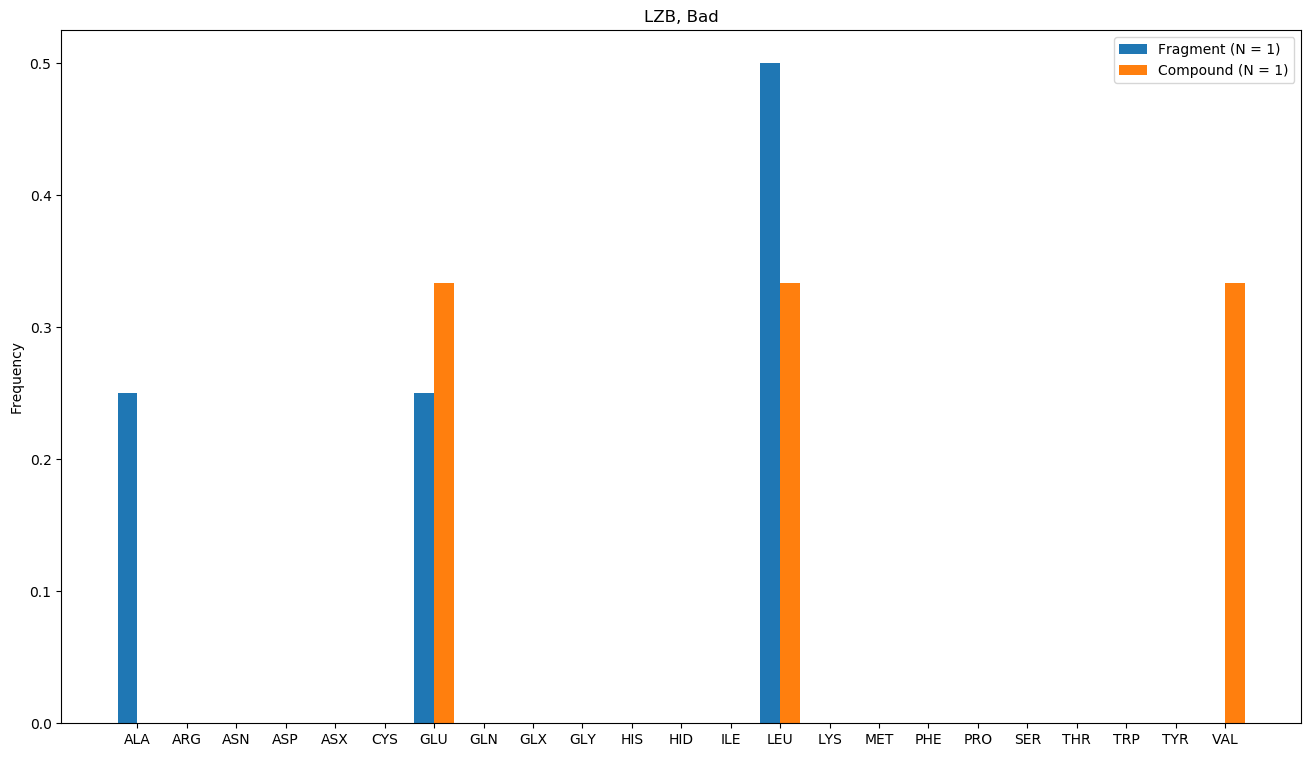 LZB, Bad
Fragment (N = 1)
Compound (N = 1)
Frequency
0.5
0.4
0.3
0.2
0.1
0.0
ALA ARG ASN ASP ASX CYS GLU GLN GLX GLY HIS HID ILE LEU LYS MET PHE PRO SER THR TRP TYR VAL